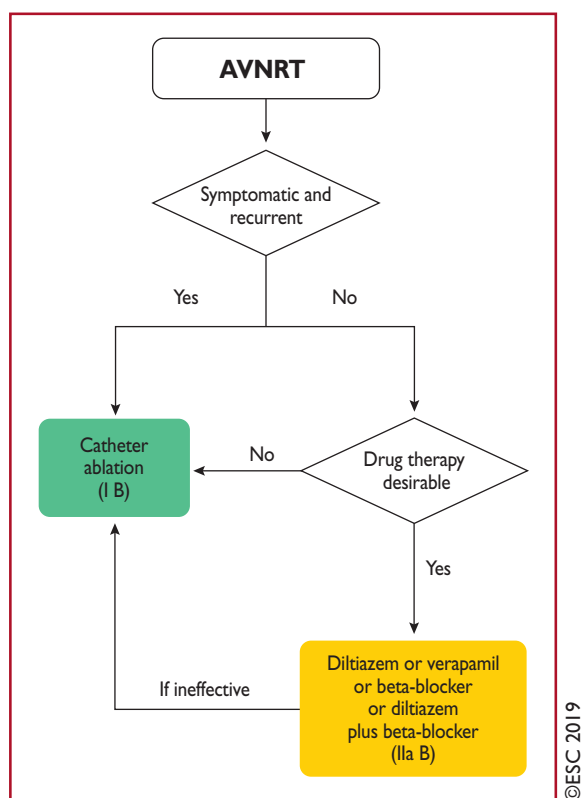 AVNRT
Symptomatic and
recurrent
Yes
No
Catheter
ablation
(I B)
No
Drug therapy
desirable
Yes
If ineffective
Diltiazem or verapamil
or beta-blocker
or diltiazem
plus beta-blocker
(IIa B)
©ESC 2019